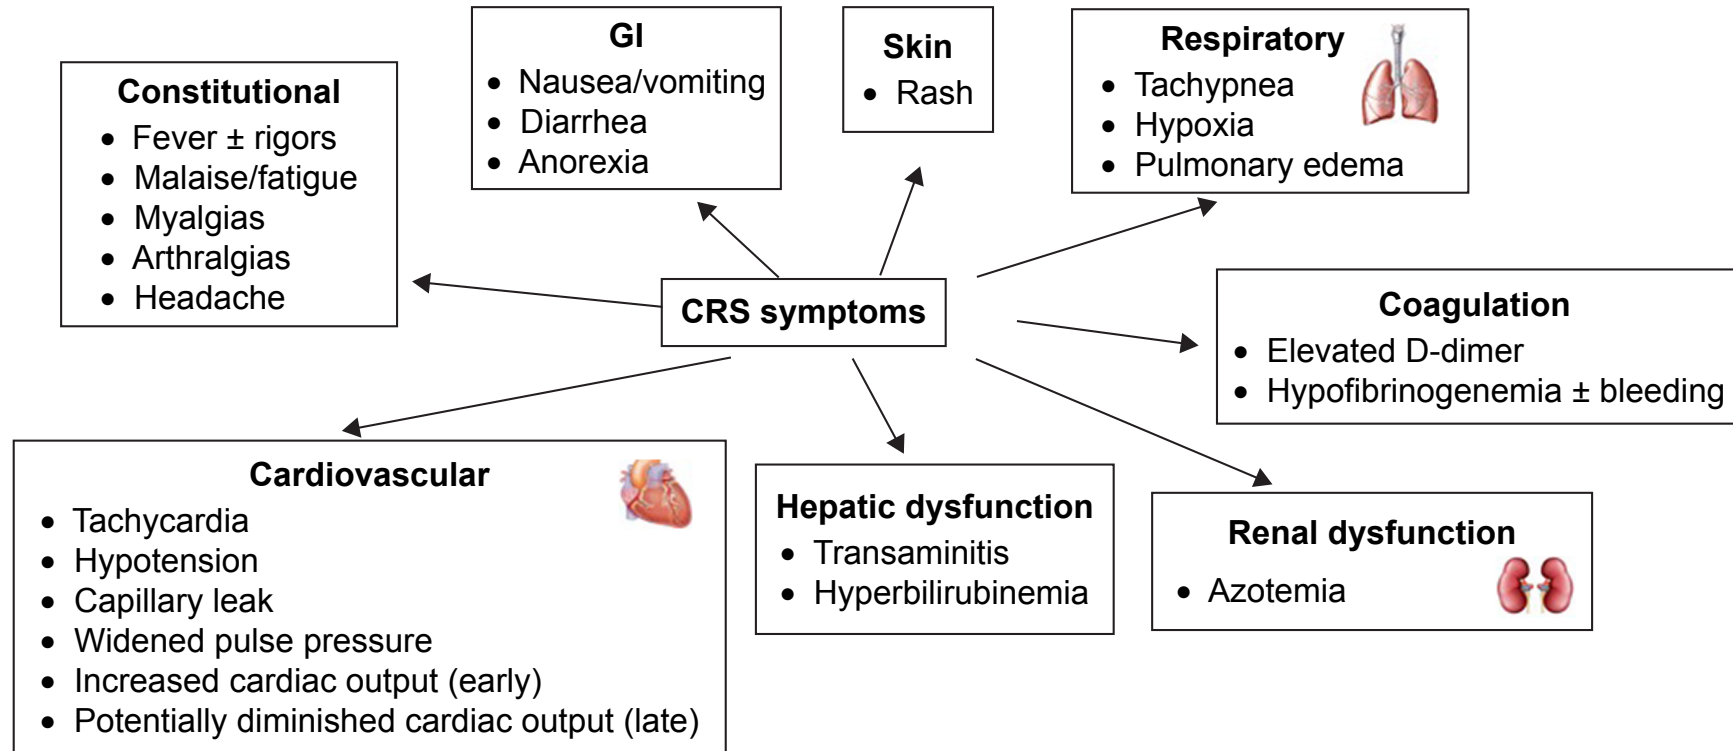 Constitutional
• Fever ± rigors
• Malaise/fatigue
• Myalgias
• Arthralgias
• Headache
GI
• Nausea/vomiting
• Diarrhea
• Anorexia
Skin
• Rash
Respiratory
• Tachypnea
• Hypoxia
• Pulmonary edema
CRS symptoms
Coagulation
• Elevated D-dimer
• Hypofibrinogenemia ± bleeding
Cardiovascular
• Tachycardia
• Hypotension
• Capillary leak
• Widened pulse pressure
• Increased cardiac output (early)
• Potentially diminished cardiac output (late)
Hepatic dysfunction
• Transaminitis
• Hyperbilirubinemia
Renal dysfunction
• Azotemia